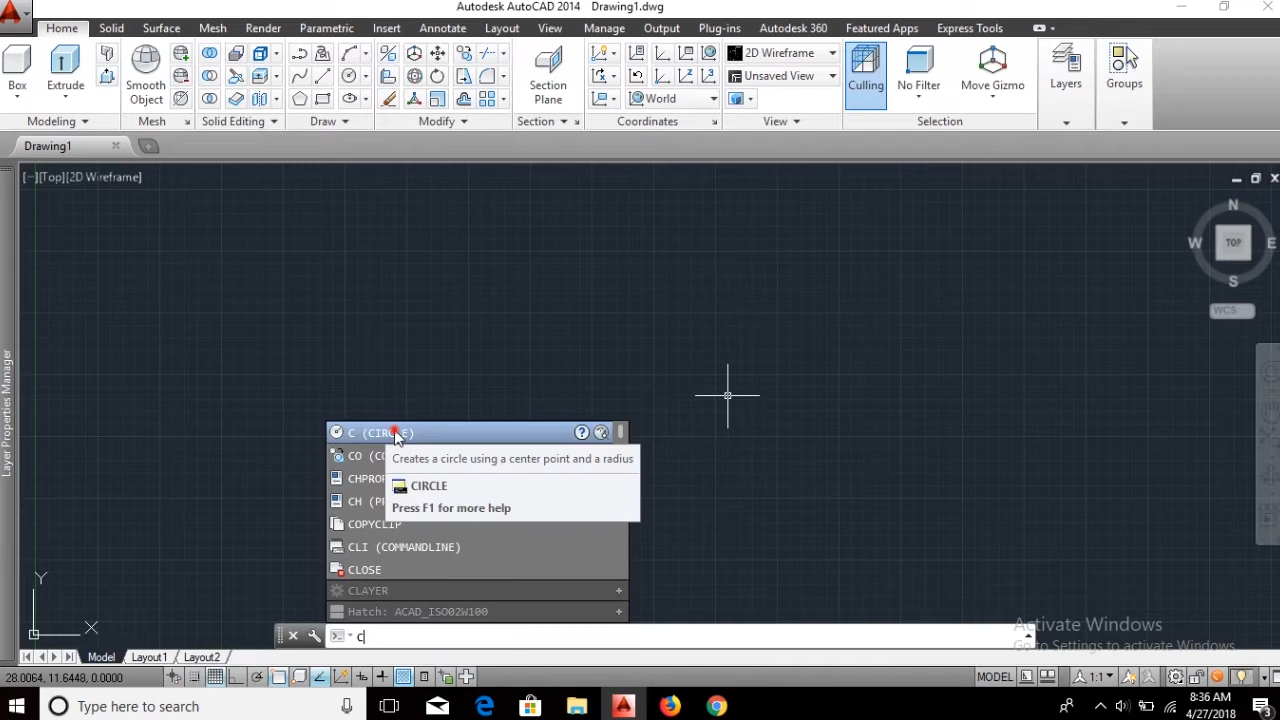 Autodesk AutoCAD 2014 Drawing1.dwg
Home Solid Surface Mesh Render Parametric Insert Annotate Layout View Manage Output Plug-ins Autodesk 360 Featured Apps Express Tools
Box Extrude Smooth Object Section Plane 2D Wireframe Unsaved View World Culling No Filter Move Gizmo Layers Groups
Modeling Mesh Solid Editing Draw Modify Section Coordinates View Selection
Drawing1
[−][Top][2D Wireframe]
N
W TOP E
S
WCS
Layer Properties Manager
C (CIRCLE)
CO (CO
Creates a circle using a center point and a radius
CHPROP
CIRCLE
CH (PR
Press F1 for more help
COPYCLIP
CLI (COMMANDLINE)
CLOSE
CLAYER
Hatch: ACAD_ISO02W100
Y
X
c
Activate Windows
Go to Settings to activate Windows.
Model Layout1 Layout2
28.0064, 11.6448, 0.0000 MODEL 1:1
Type here to search
8:36 AM
4/27/2018
3